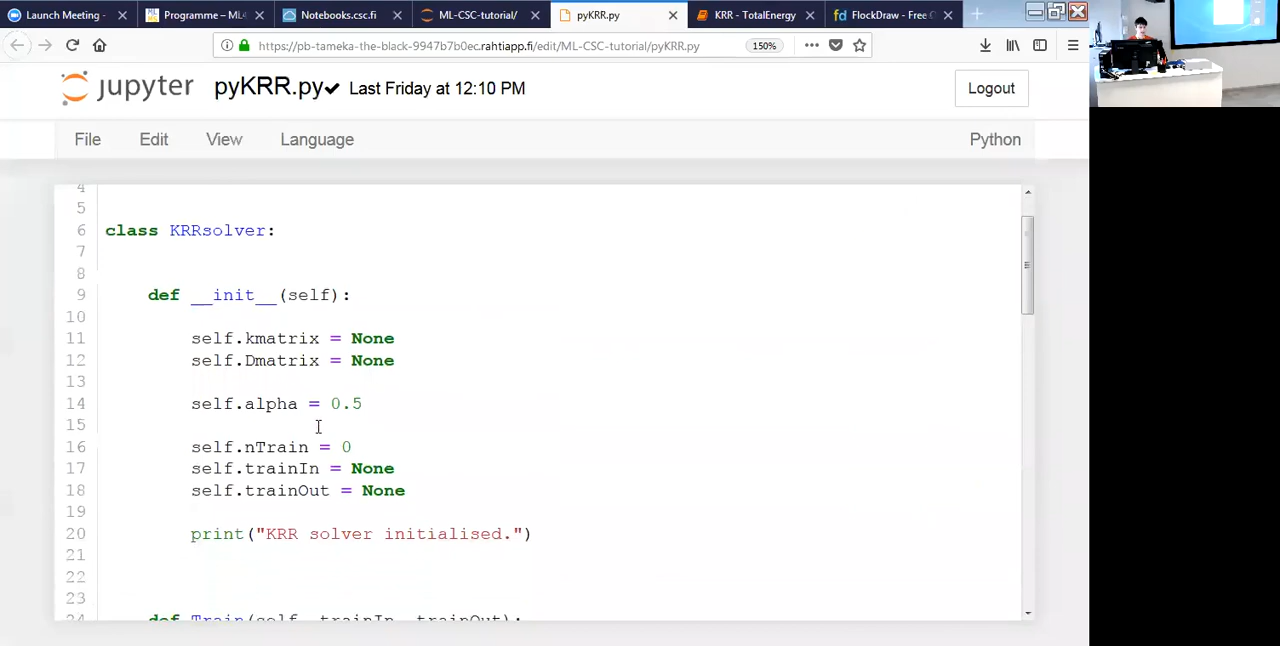 Launch Meeting -
Programme – ML4
Notebooks.csc.fi
ML-CSC-tutorial/
pyKRR.py
KRR - TotalEnergy
FlockDraw - Free O
https://pb-tameka-the-black-9947b7b0ec.rahtiapp.fi/edit/ML-CSC-tutorial/pyKRR.py
150%
jupyter pyKRR.py Last Friday at 12:10 PM
Logout
File Edit View Language
Python
4
5
6 class KRRsolver:
7
8
9 def __init__(self):
10
11 self.kmatrix = None
12 self.Dmatrix = None
13
14 self.alpha = 0.5
15
16 self.nTrain = 0
17 self.trainIn = None
18 self.trainOut = None
19
20 print("KRR solver initialised.")
21
22
23
24 def Train(self, trainIn, trainOut):